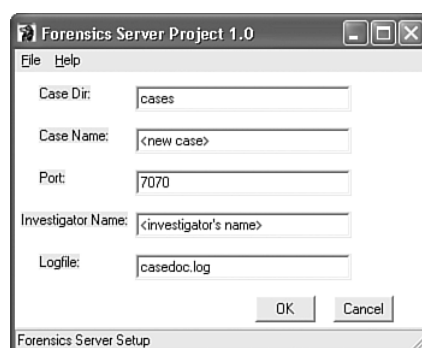 Forensics Server Project 1.0
File Help
Case Dir: cases
Case Name: <new case>
Port: 7070
Investigator Name: <investigator's name>
Logfile: casedoc.log
OK Cancel
Forensics Server Setup